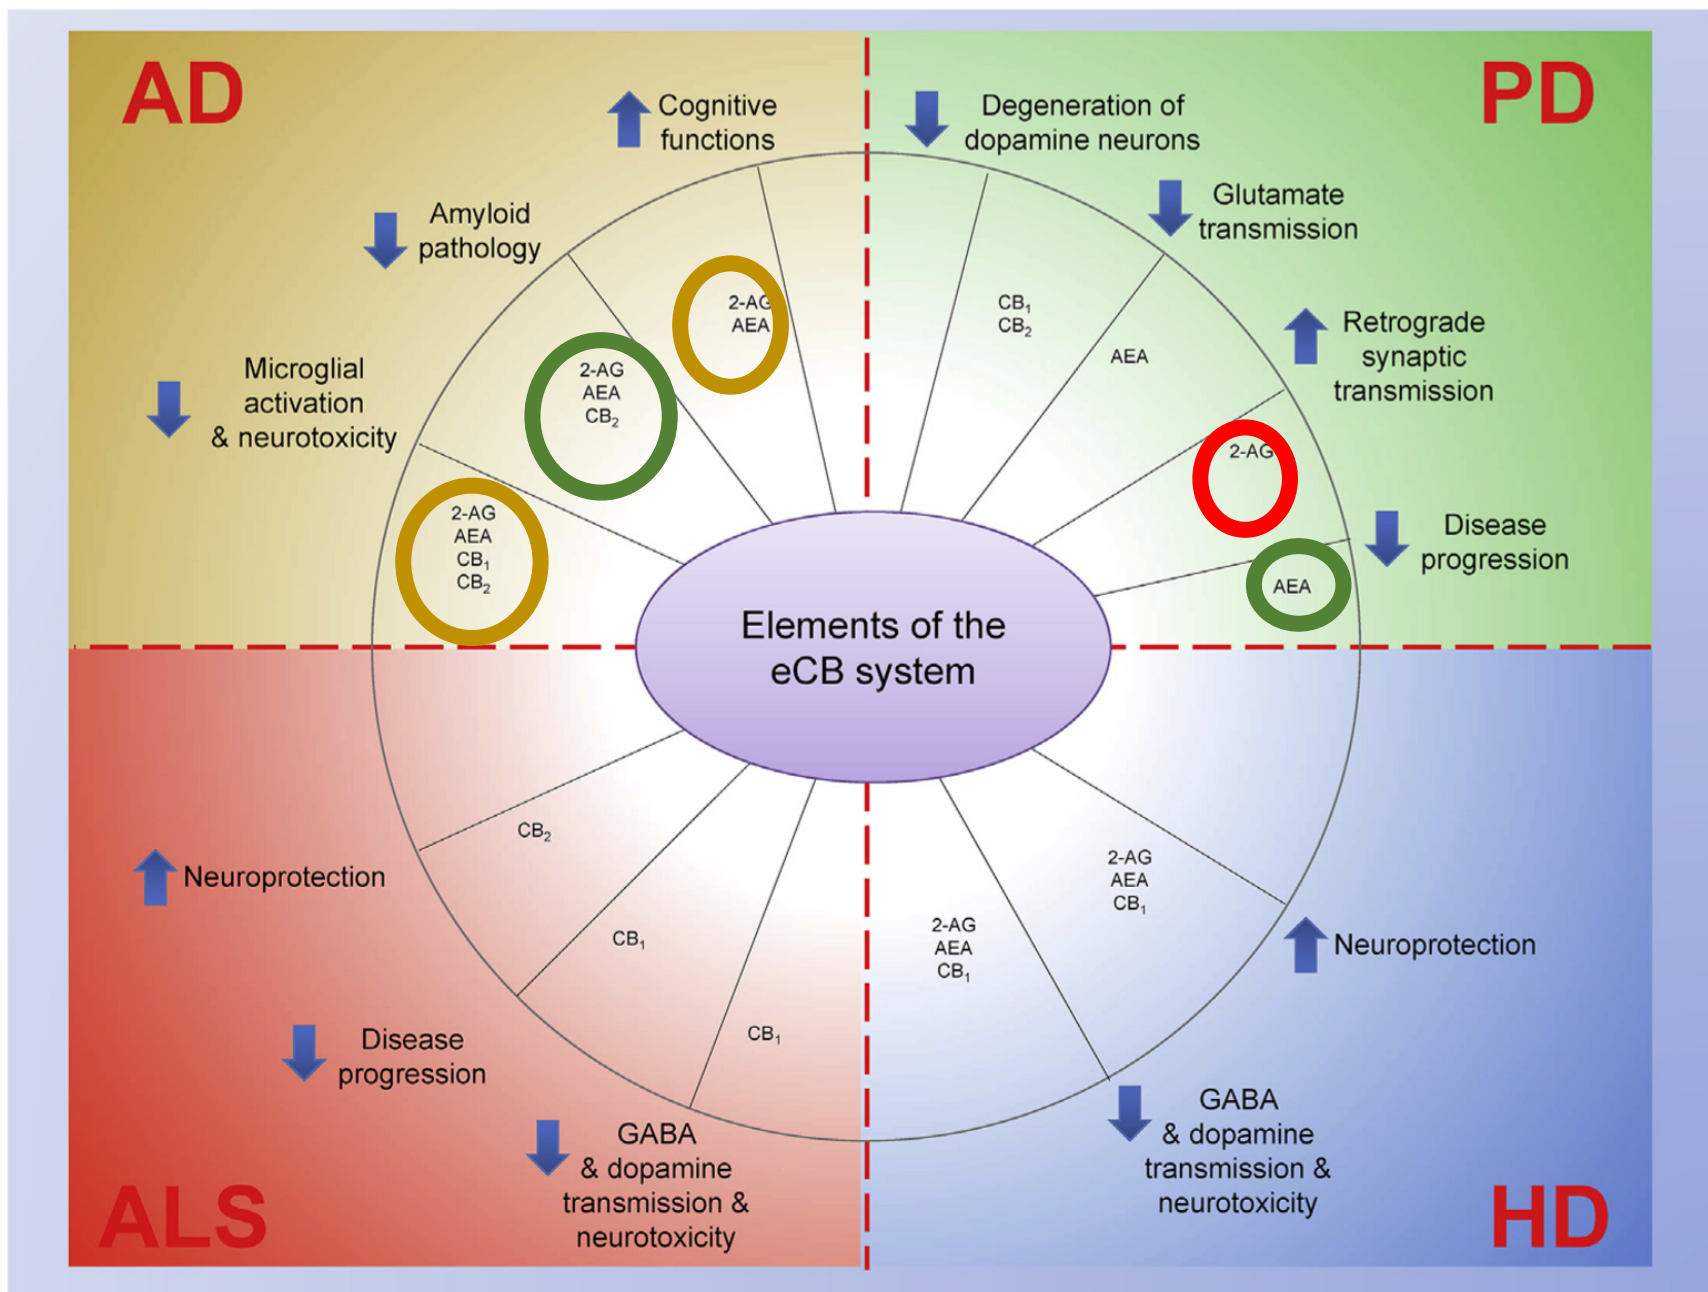 AD
Cognitive
functions
Amyloid
pathology
Microglial
activation
& neurotoxicity
2-AG
AEA
2-AG
AEA
CB₂
2-AG
AEA
CB₁
CB₂
PD
Degeneration of
dopamine neurons
Glutamate
transmission
Retrograde
synaptic
transmission
Disease
progression
CB₁
CB₂
AEA
2-AG
AEA
Elements of the
eCB system
CB₂
CB₁
CB₁
Neuroprotection
Disease
progression
GABA
& dopamine
transmission &
neurotoxicity
ALS
2-AG
AEA
CB₁
2-AG
AEA
CB₁
Neuroprotection
GABA
& dopamine
transmission &
neurotoxicity
HD